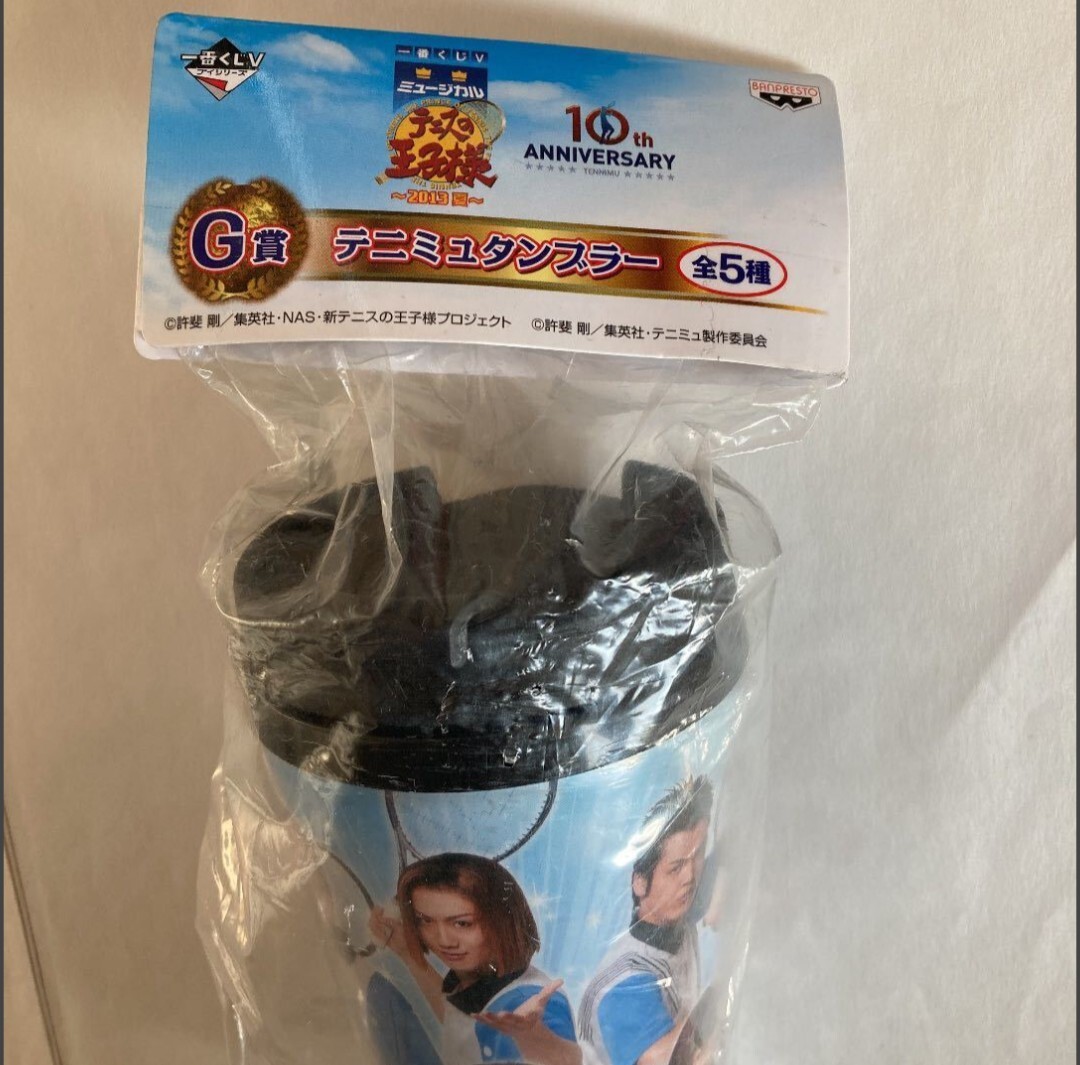 一番くじV
ブイシリーズ
一番くじV
ミュージカル
テニスの
王子様
～2013 夏～
10th
ANNIVERSARY
★★★★★ TENNIMU ★★★★★
BANPRESTO
G賞
テニミュタンブラー
全5種
©許斐 剛／集英社・NAS・新テニスの王子様プロジェクト ©許斐 剛／集英社・テニミュ製作委員会